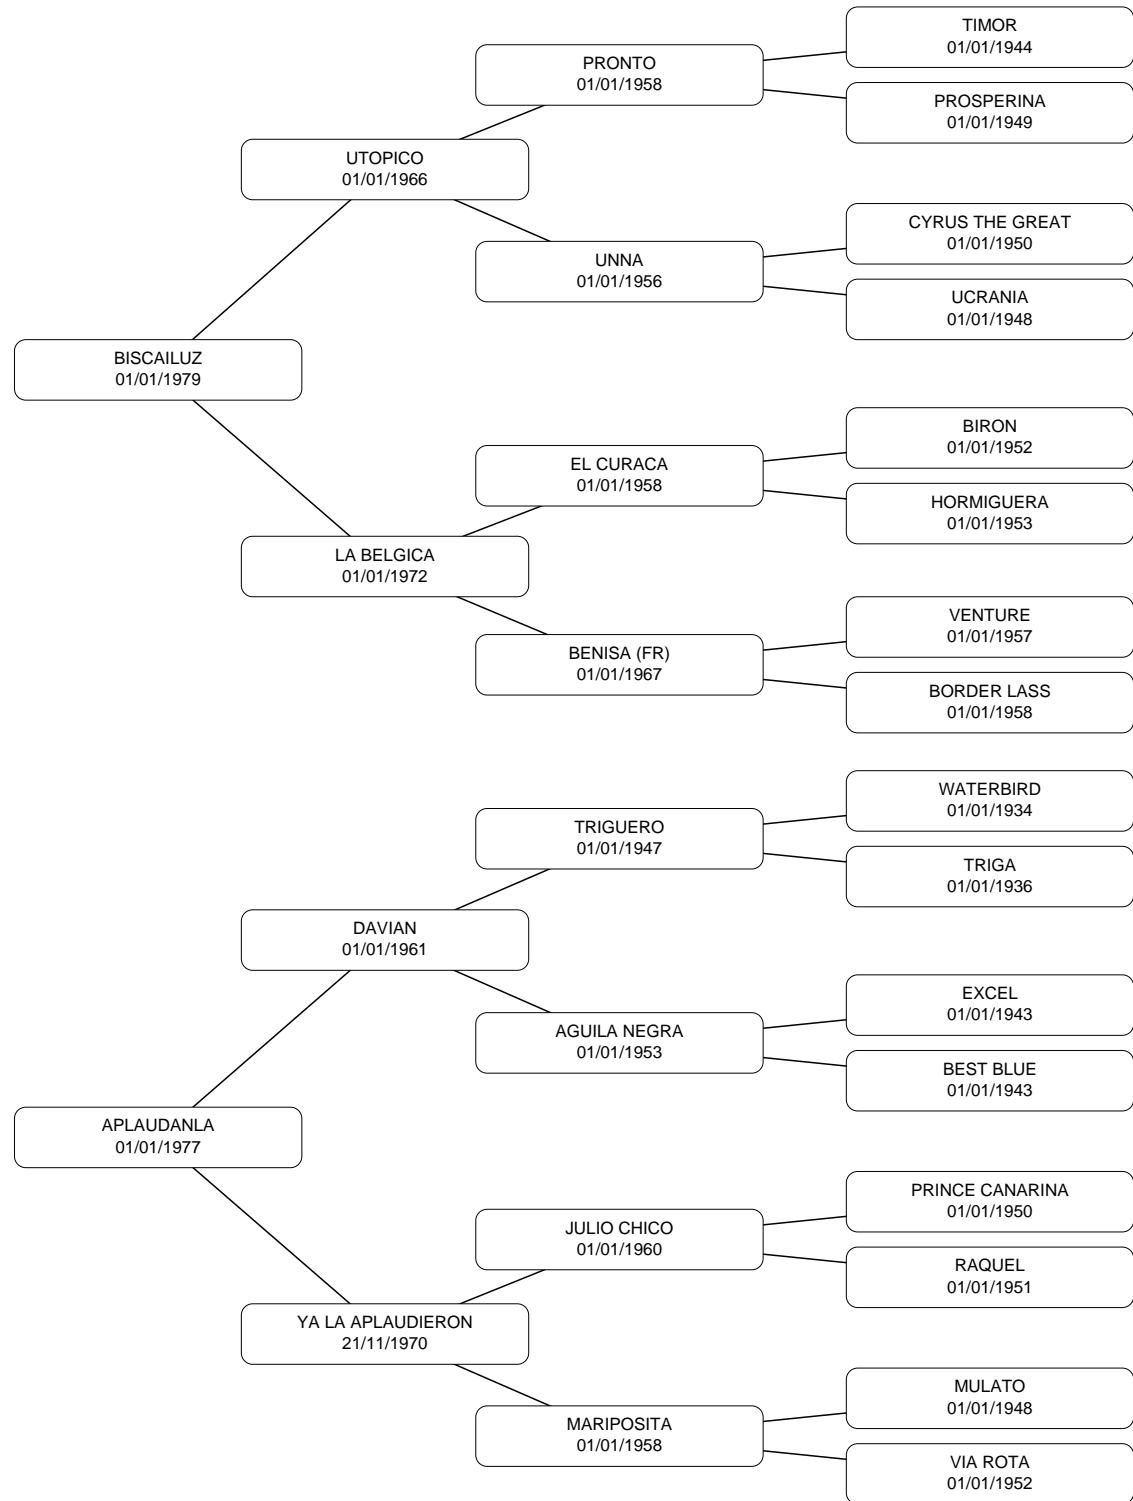 TIMOR
01/01/1944
PRONTO
01/01/1958
PROSPERINA
01/01/1949
UTOPICO
01/01/1966
CYRUS THE GREAT
01/01/1950
UNNA
01/01/1956
UCRANIA
01/01/1948
BISCAILUZ
01/01/1979
BIRON
01/01/1952
EL CURACA
01/01/1958
HORMIGUERA
01/01/1953
LA BELGICA
01/01/1972
VENTURE
01/01/1957
BENISA (FR)
01/01/1967
BORDER LASS
01/01/1958
WATERBIRD
01/01/1934
TRIGUERO
01/01/1947
TRIGA
01/01/1936
DAVIAN
01/01/1961
EXCEL
01/01/1943
AGUILA NEGRA
01/01/1953
BEST BLUE
01/01/1943
APLAUDANLA
01/01/1977
PRINCE CANARINA
01/01/1950
JULIO CHICO
01/01/1960
RAQUEL
01/01/1951
YA LA APLAUDIERON
21/11/1970
MULATO
01/01/1948
MARIPOSITA
01/01/1958
VIA ROTA
01/01/1952